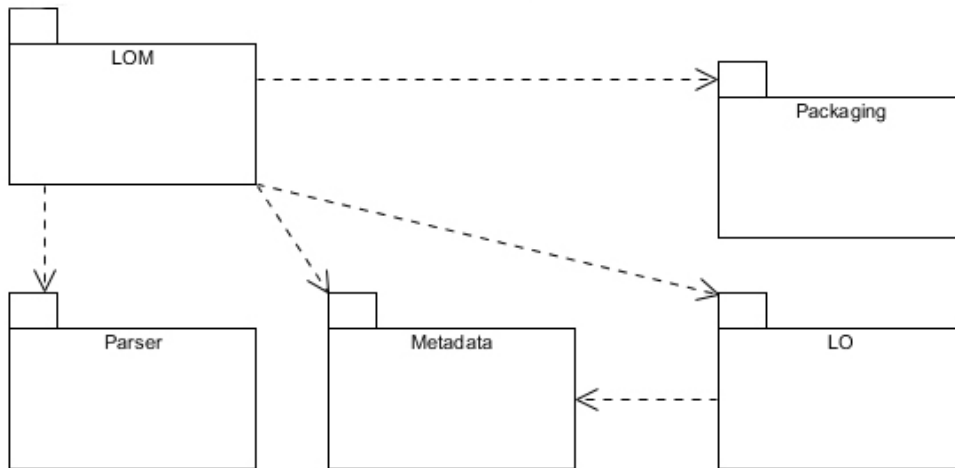 LOM
Packaging
Parser
Metadata
LO